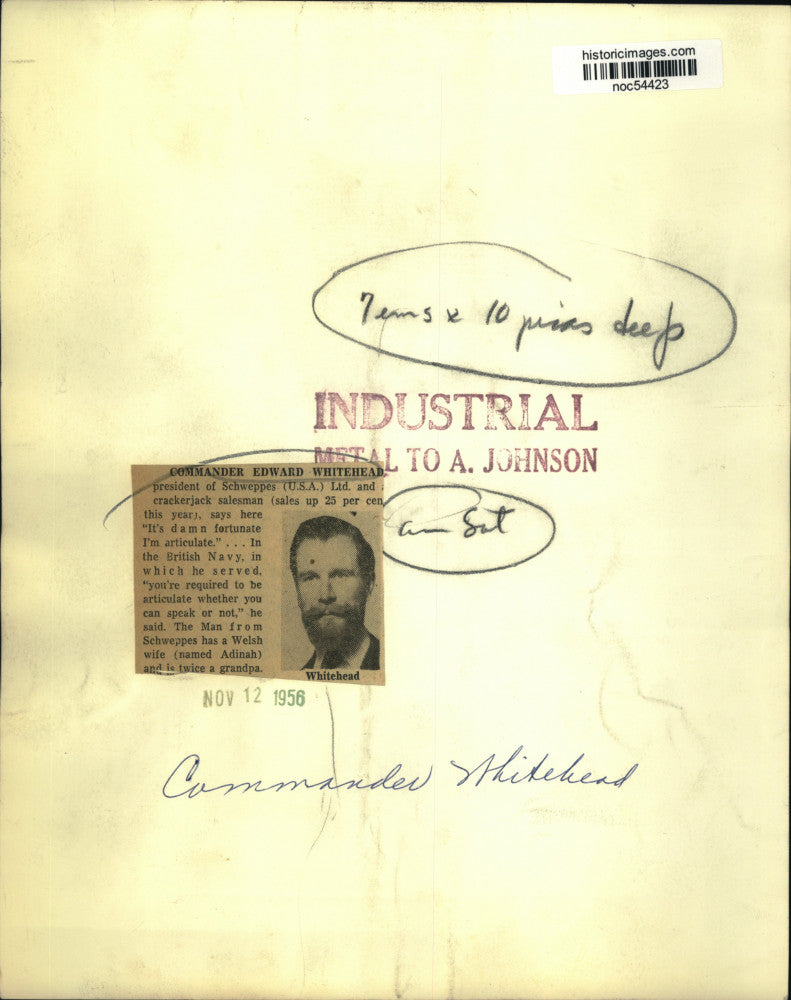 historicimages.com
noc54423
7 ems x 10 picas deep
INDUSTRIAL
METAL TO A. JOHNSON
am Sat
COMMANDER EDWARD WHITEHEAD,
president of Schweppes (U.S.A.) Ltd. and
crackerjack salesman (sales up 25 per cen
this year), says here
"It's damn fortunate
I'm articulate." . . . In
the British Navy, in
which he served,
"you're required to be
articulate whether you
can speak or not," he
said. The Man from
Schweppes has a Welsh
wife (named Adinah)
and is twice a grandpa.
Whitehead
NOV 12 1956
Commander Whitehead